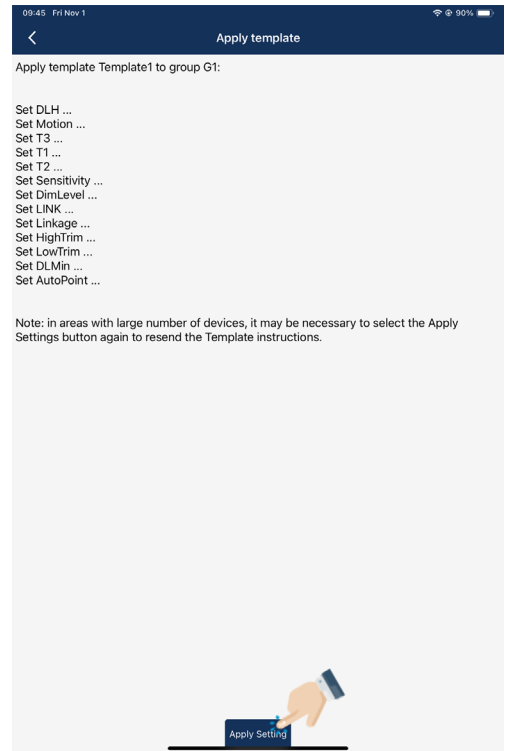 09:45 Fri Nov 1
90%
Apply template
Apply template Template1 to group G1:
Set DLH ...
Set Motion ...
Set T3 ...
Set T1 ...
Set T2 ...
Set Sensitivity ...
Set DimLevel ...
Set LINK ...
Set Linkage ...
Set HighTrim ...
Set LowTrim ...
Set DLMin ...
Set AutoPoint ...
Note: in areas with large number of devices, it may be necessary to select the Apply
Settings button again to resend the Template instructions.
Apply Setting